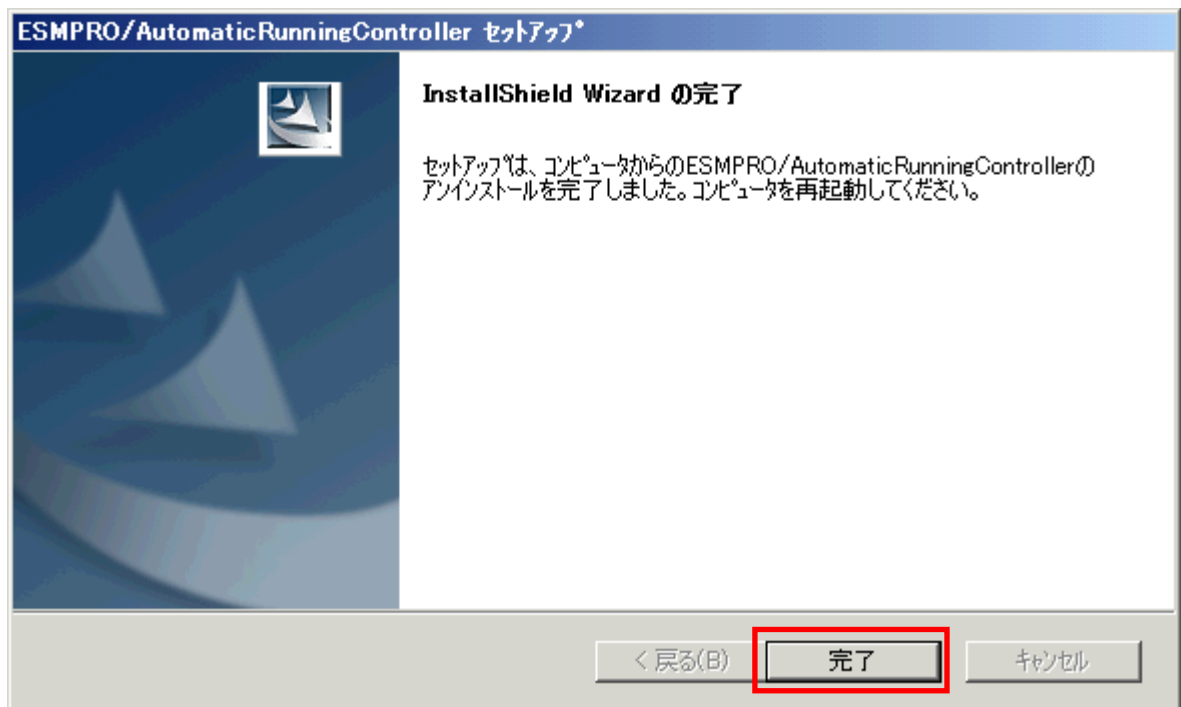 ESMPRO/AutomaticRunningController セットアップ
InstallShield Wizard の完了
セットアップは、コンピュータからのESMPRO/AutomaticRunningControllerの
アンインストールを完了しました。コンピュータを再起動してください。
< 戻る(B) 完了 キャンセル